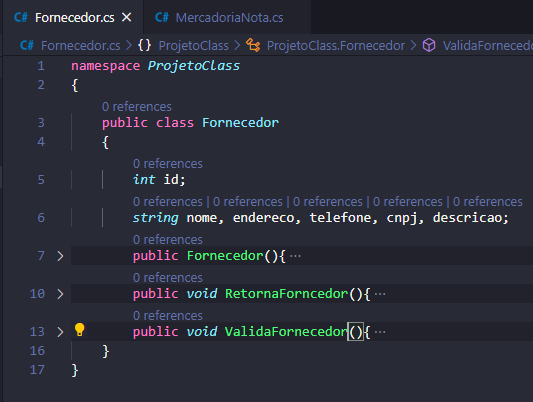 C# Fornecedor.cs × C# MercadoriaNota.cs
C# Fornecedor.cs > {} ProjetoClass > ProjetoClass.Fornecedor > ValidaFornecedo
1 namespace ProjetoClass
2 {
0 references
3 public class Fornecedor
4 {
0 references
5 int id;
0 references | 0 references | 0 references | 0 references | 0 references
6 string nome, endereco, telefone, cnpj, descricao;
0 references
7 > public Fornecedor(){ ···
0 references
10 > public void RetornaForncedor(){ ···
0 references
13 > public void ValidaFornecedor(){ ···
16 }
17 }